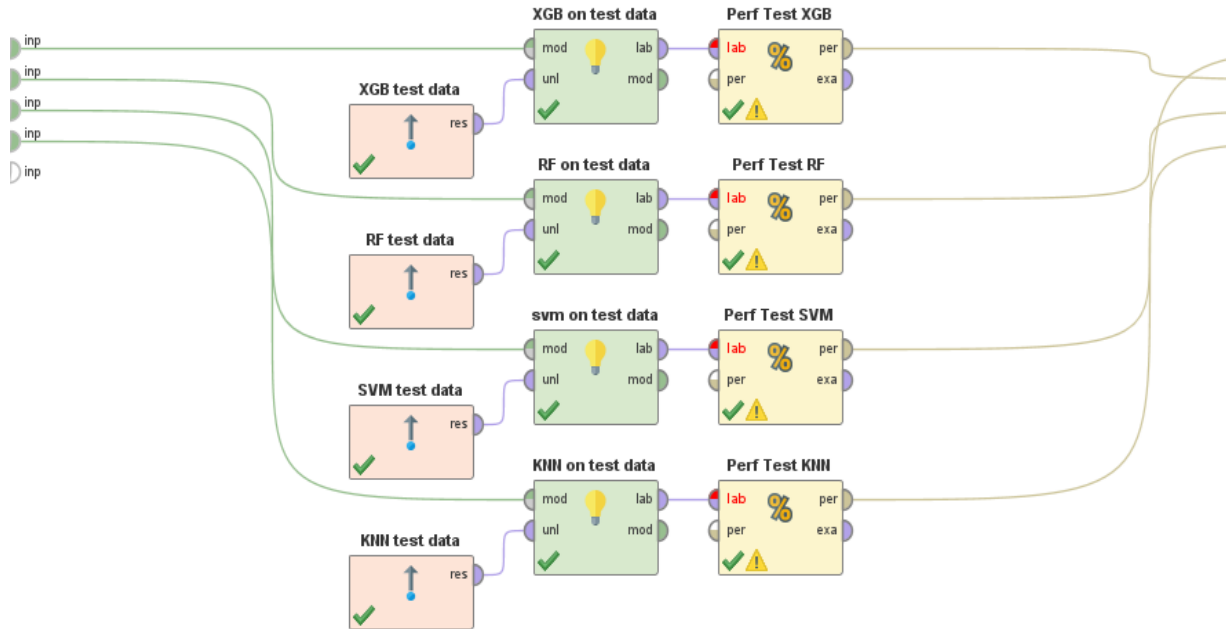 XGB on test data
Perf Test XGB
inp
mod
lab
lab
per
inp
unl
mod
per
exa
XGB test data
inp
res
inp
inp
RF on test data
Perf Test RF
mod
lab
lab
per
unl
mod
per
exa
RF test data
res
svm on test data
Perf Test SVM
mod
lab
lab
per
unl
mod
per
exa
SVM test data
res
KNN on test data
Perf Test KNN
mod
lab
lab
per
unl
mod
per
exa
KNN test data
res